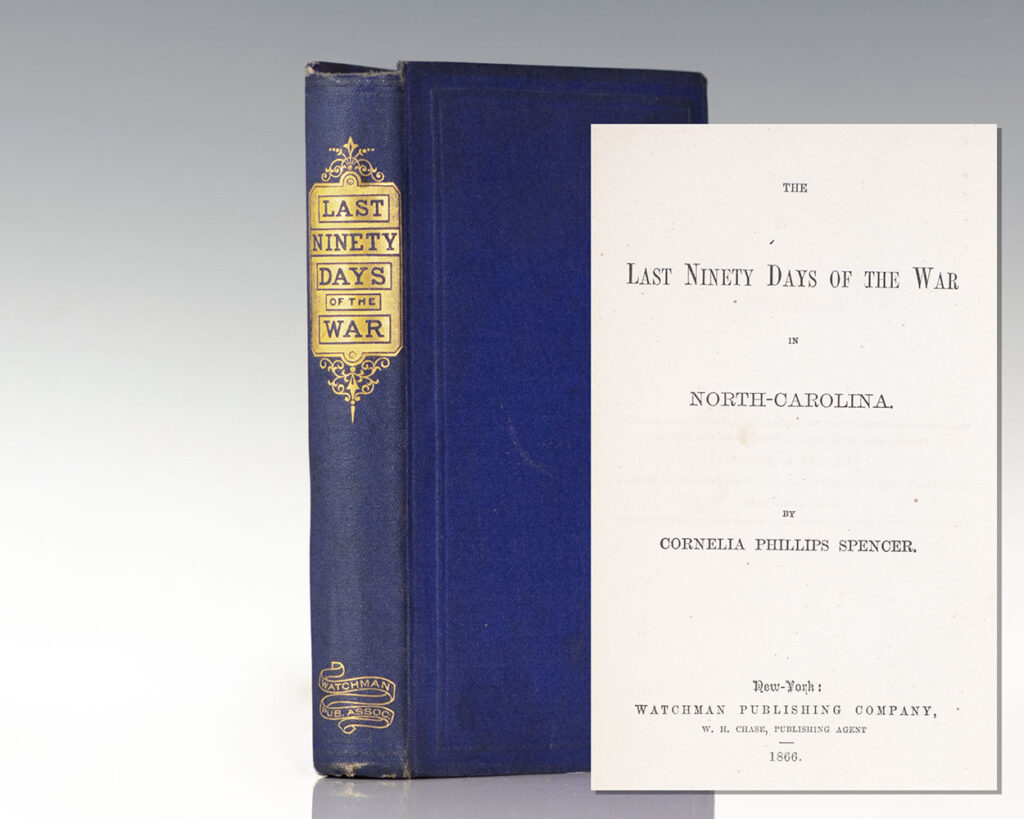 LAST
NINETY
DAYS
OF THE
WAR
WATCHMAN
PUB. ASSOC.
THE
LAST NINETY DAYS OF THE WAR
IN
NORTH-CAROLINA.
BY
CORNELIA PHILLIPS SPENCER.
New-York:
WATCHMAN PUBLISHING COMPANY,
W. H. CHASE, PUBLISHING AGENT
1866.